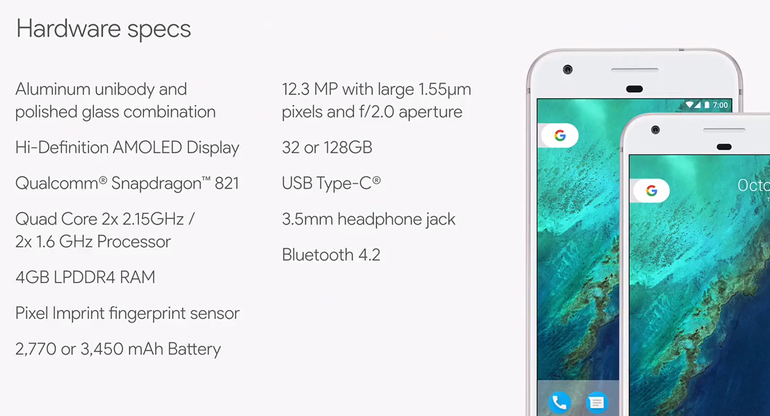 Hardware specs
Aluminum unibody and
polished glass combination
Hi-Definition AMOLED Display
Qualcomm® Snapdragon™ 821
Quad Core 2x 2.15GHz /
2x 1.6 GHz Processor
4GB LPDDR4 RAM
Pixel Imprint fingerprint sensor
2,770 or 3,450 mAh Battery
12.3 MP with large 1.55µm
pixels and f/2.0 aperture
32 or 128GB
USB Type-C®
3.5mm headphone jack
Bluetooth 4.2
7:00
G
G
Octo